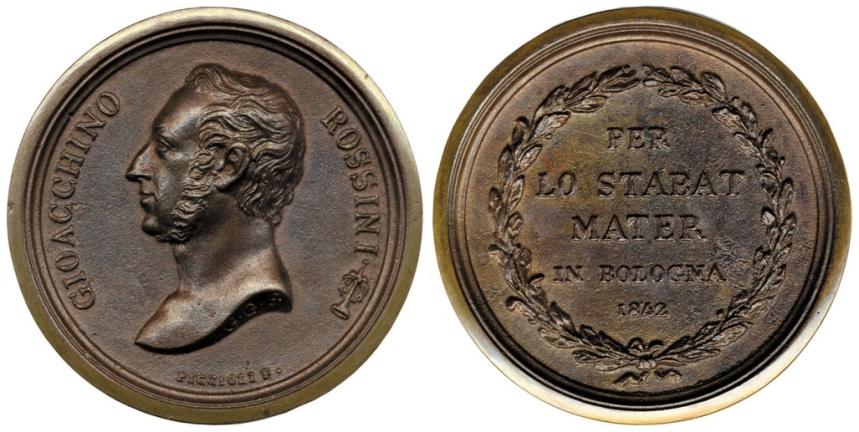 GIOACCHINO ROSSINI
PER
LO STABAT
MATER
IN BOLOGNA
1842